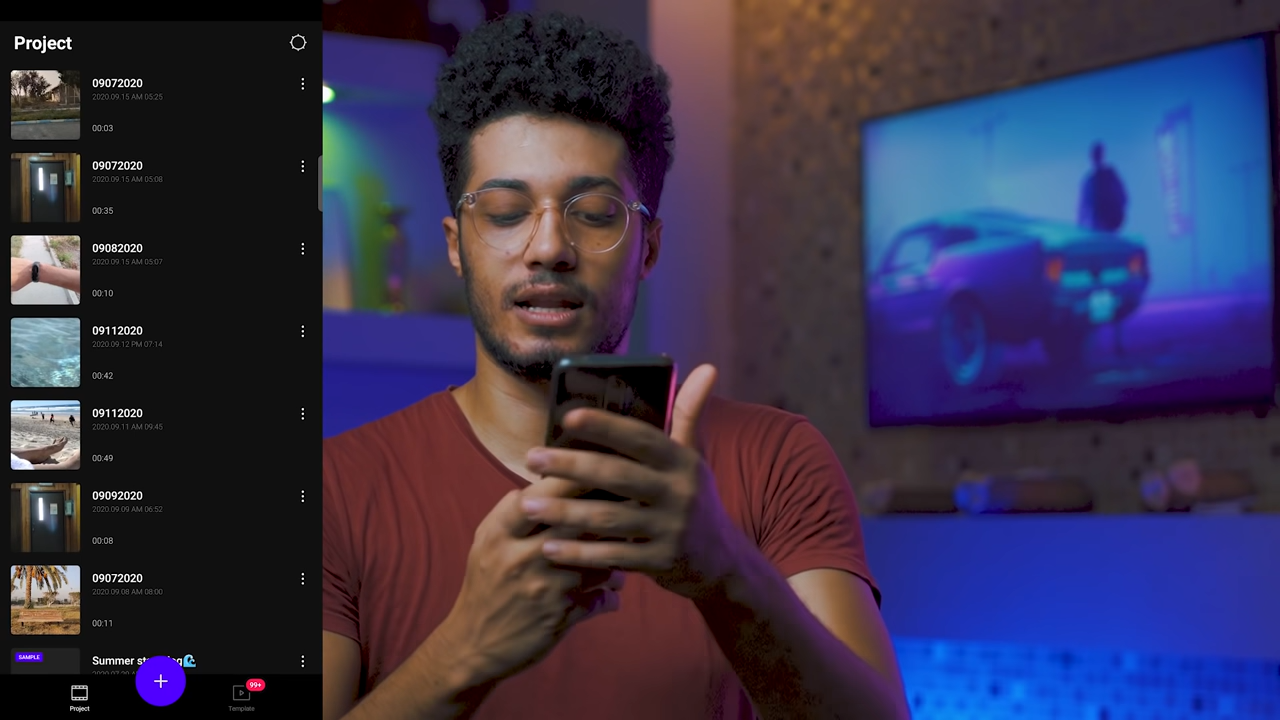 Project
09072020
2020.09.15 AM 05:25
00:03
09072020
2020.09.15 AM 05:08
00:35
09082020
2020.09.15 AM 05:07
00:10
09112020
2020.09.12 PM 07:14
00:42
09112020
2020.09.11 AM 09:45
00:49
09092020
2020.09.09 AM 06:52
00:08
09072020
2020.09.08 AM 08:00
00:11
SAMPLE
Summer
99+
Project
Template